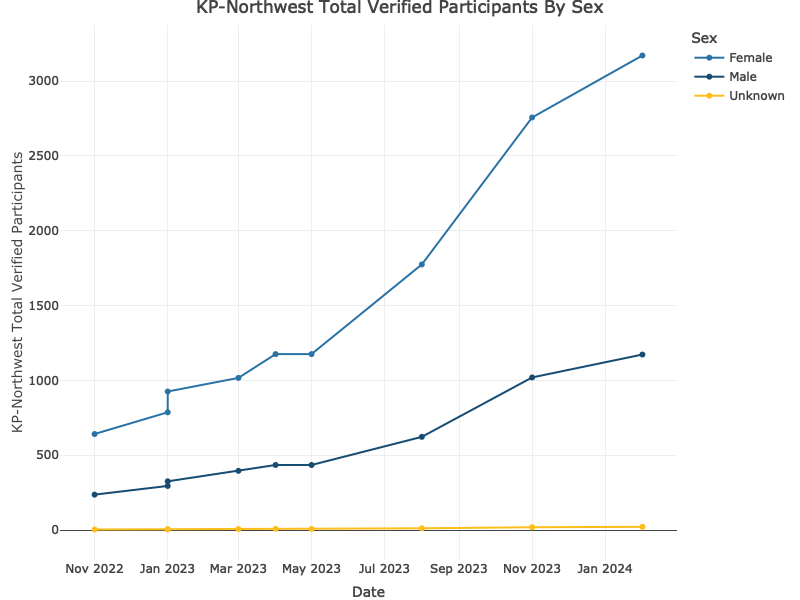 KP-Northwest Total Verified Participants By Sex
Sex
Female
Male
Unknown
KP-Northwest Total Verified Participants
3000
2500
2000
1500
1000
500
0
Nov 2022 Jan 2023 Mar 2023 May 2023 Jul 2023 Sep 2023 Nov 2023 Jan 2024
Date